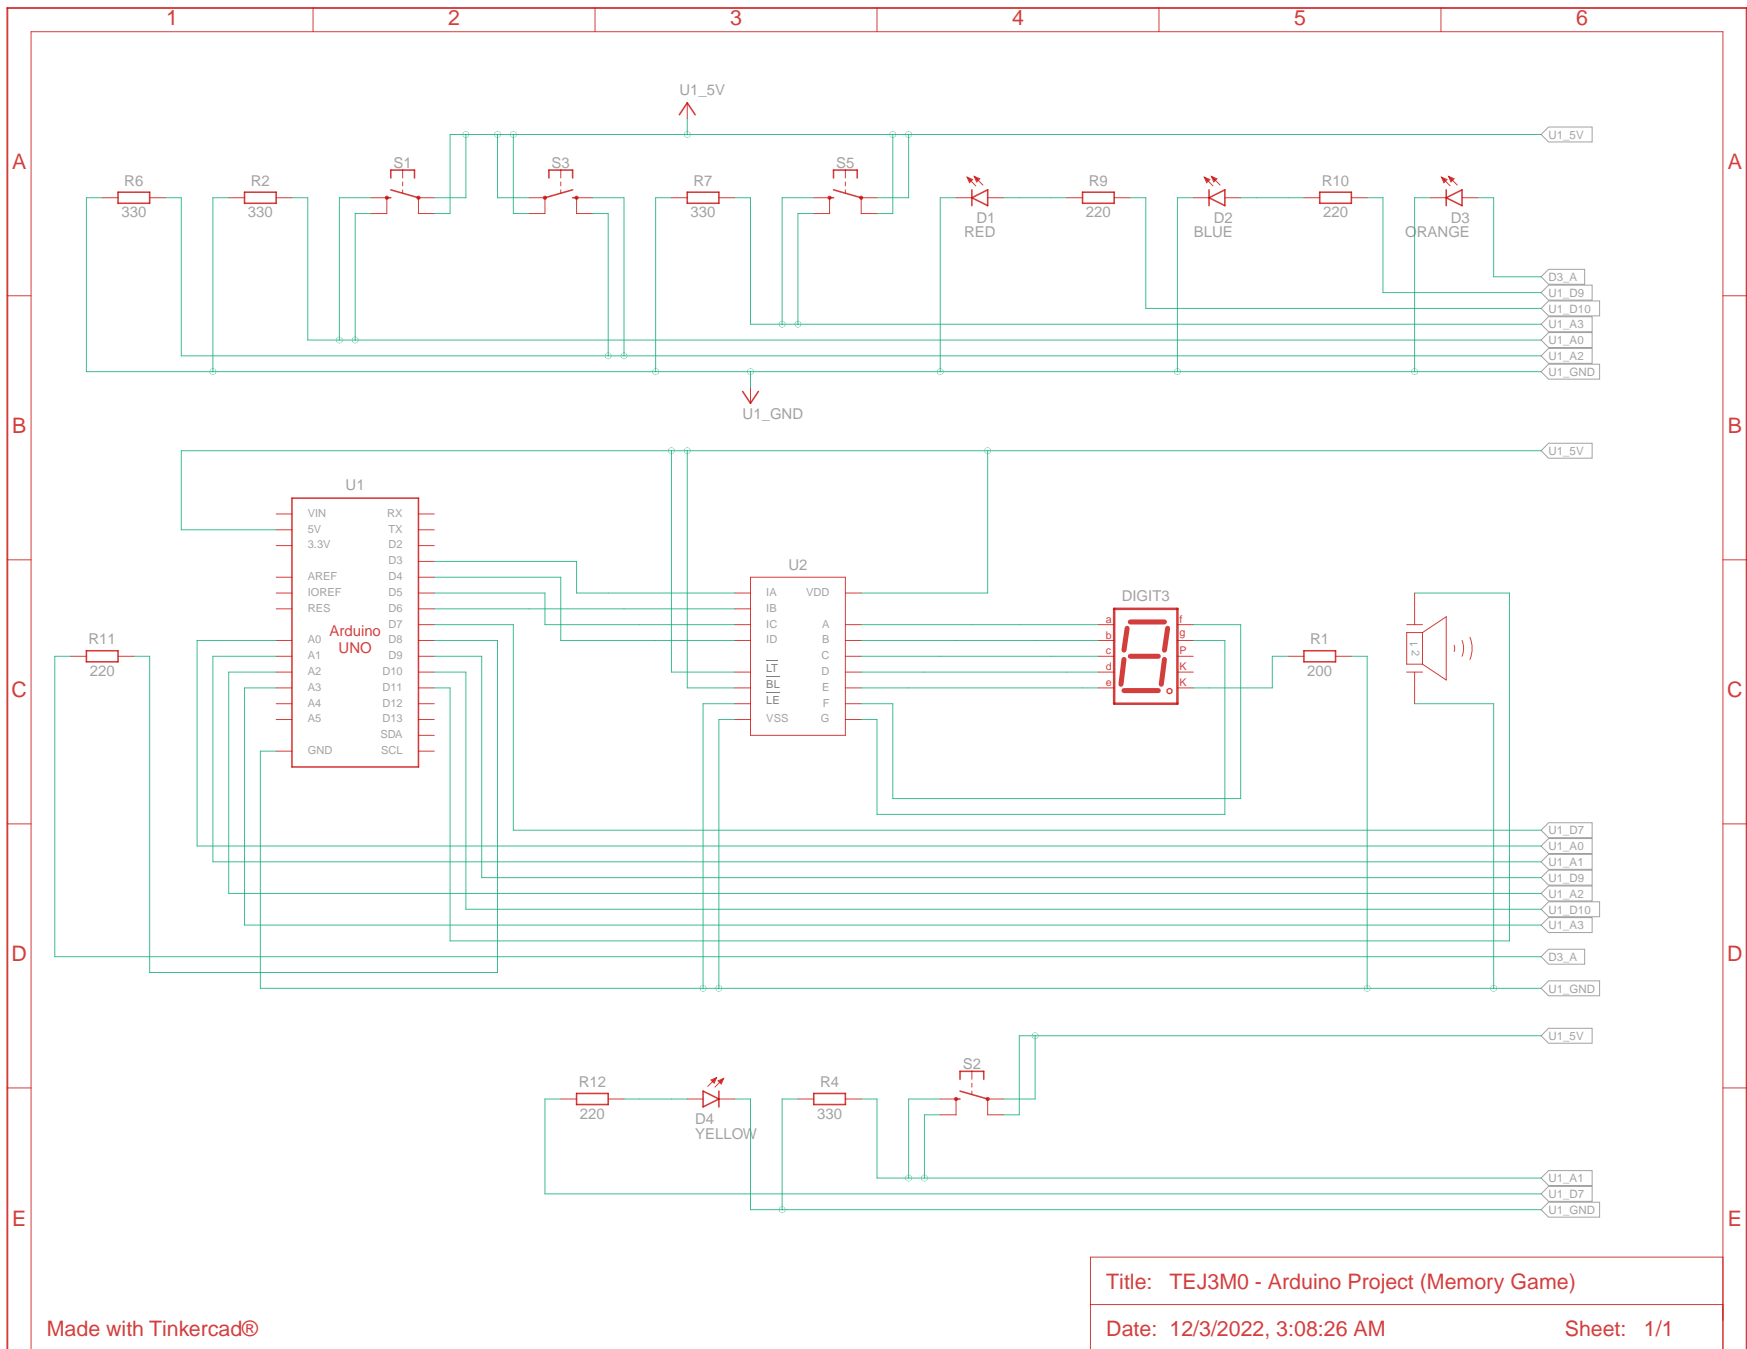 1 2 3 4 5 6
U1_5V
A U1_5V A
S1 S3 S5
R6 R2 R7 R9 R10
330 330 330 220 220
D1 D2 D3
RED BLUE ORANGE
D3_A
U1_D9
U1_D10
U1_A3
U1_A0
U1_A2
U1_GND
U1_GND
B B
U1_5V
U1
VIN RX
5V TX
3.3V D2
D3
AREF D4
IOREF D5
RES D6
D7
A0 D8
A1 D9
A2 D10
A3 D11
A4 D12
A5 D13
SDA
GND SCL
Arduino
UNO
U2
IA VDD
IB
IC A
ID B
C
LT D
BL E
LE F
VSS G
DIGIT3
a f
b g
c P
d K
e K
R11
220
R1
200
L2
C C
U1_D7
U1_A0
U1_A1
U1_D9
U1_A2
U1_D10
U1_A3
D3_A
U1_GND
D D
U1_5V
S2
R12 R4
220 330
D4
YELLOW
U1_A1
U1_D7
U1_GND
E E
Title: TEJ3M0 - Arduino Project (Memory Game)
Made with Tinkercad®
Date: 12/3/2022, 3:08:26 AM Sheet: 1/1